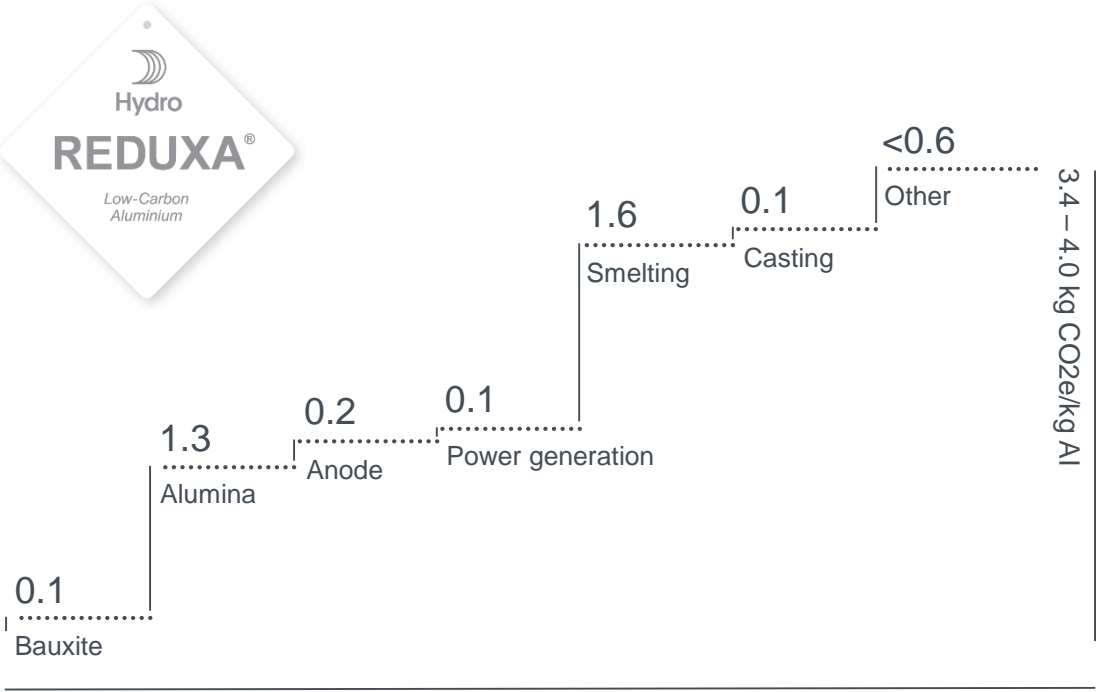 Hydro
REDUXA®
Low-Carbon
Aluminium
0.1
Bauxite
1.3
Alumina
0.2
Anode
0.1
Power generation
1.6
Smelting
0.1
Casting
<0.6
Other
3.4 – 4.0 kg CO2e/kg Al